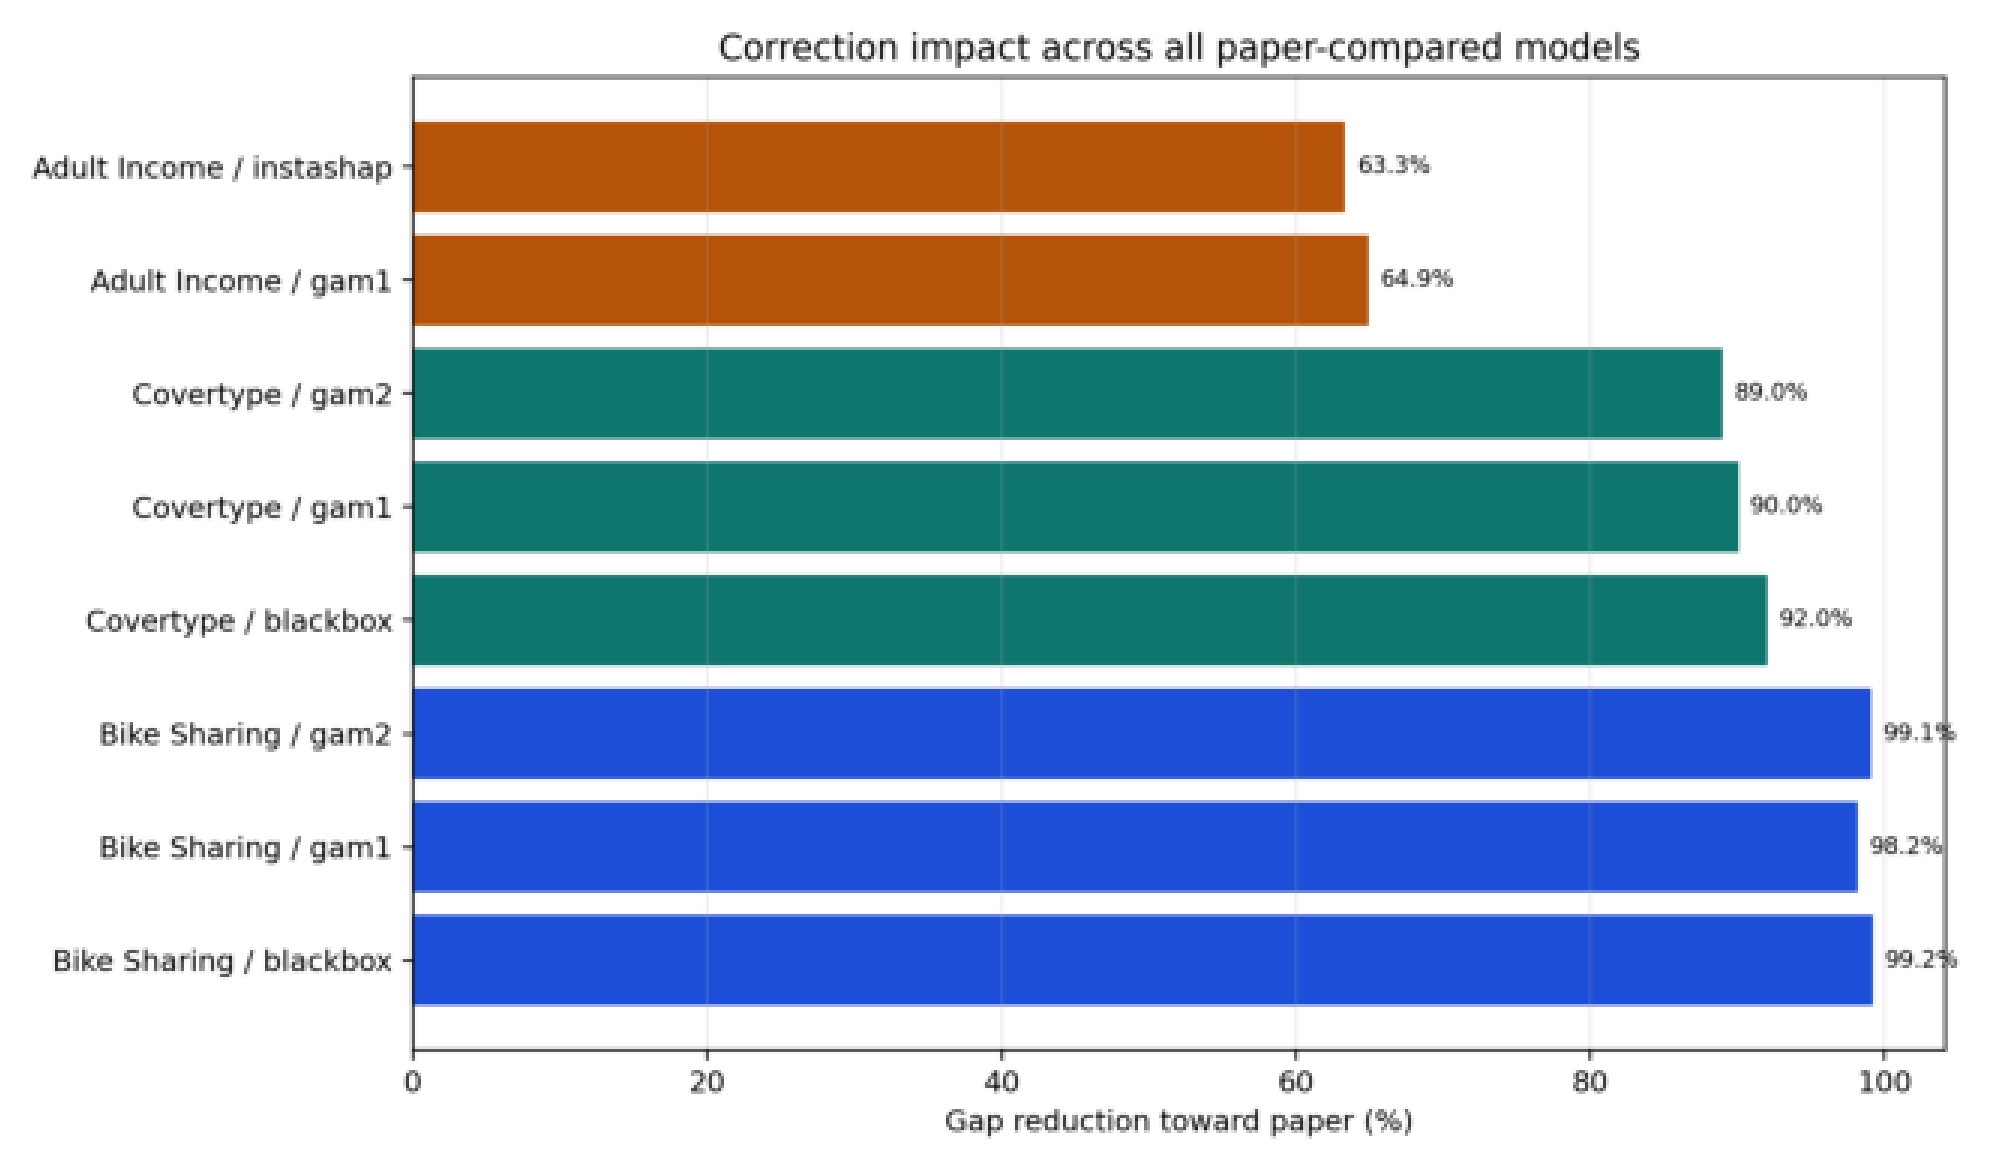 Correction impact across all paper-compared models
Adult Income / instashap
63.3%
Adult Income / gam1
64.9%
Covertype / gam2
89.0%
Covertype / gam1
90.0%
Covertype / blackbox
92.0%
Bike Sharing / gam2
99.1%
Bike Sharing / gam1
98.2%
Bike Sharing / blackbox
99.2%
0 20 40 60 80 100
Gap reduction toward paper (%)